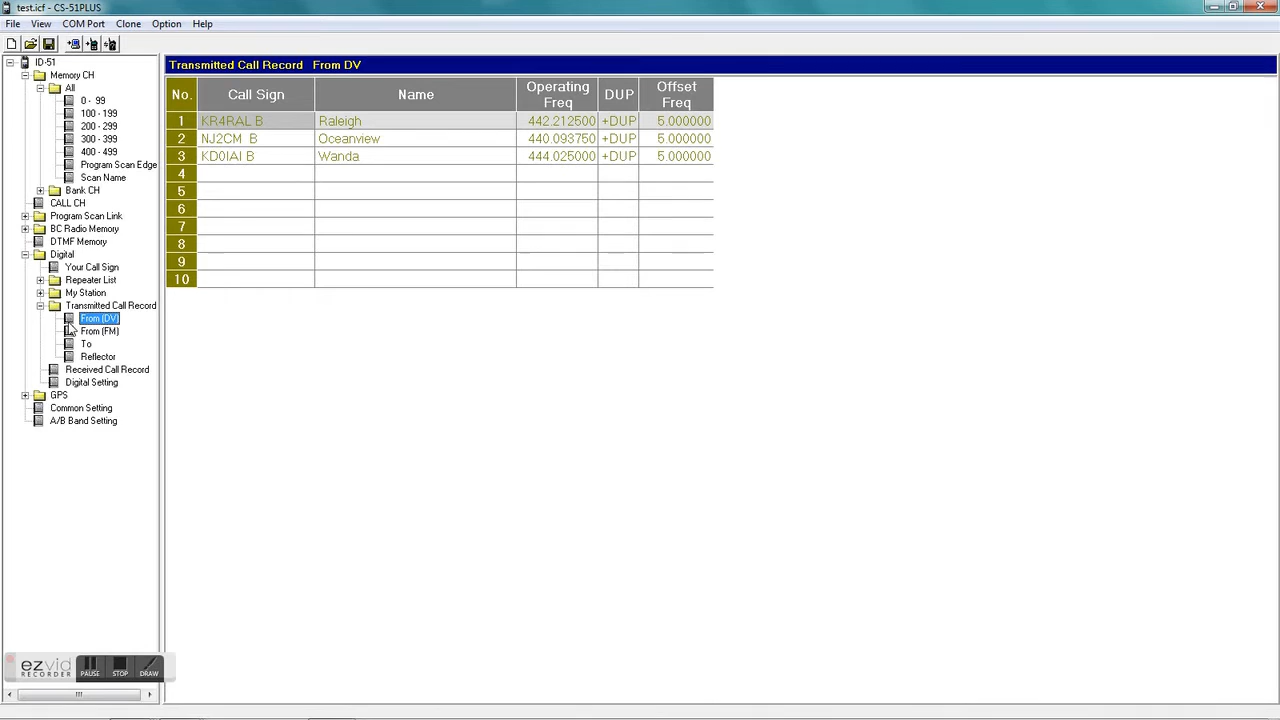 test.icf - CS-51PLUS
File View COM Port Clone Option Help
ID-51
Memory CH
All
0 - 99
100 - 199
200 - 299
300 - 399
400 - 499
Program Scan Edge
Scan Name
Bank CH
CALL CH
Program Scan Link
BC Radio Memory
DTMF Memory
Digital
Your Call Sign
Repeater List
My Station
Transmitted Call Record
From (DV)
From (FM)
To
Reflector
Received Call Record
Digital Setting
GPS
Common Setting
A/B Band Setting
Transmitted Call Record From DV
No. Call Sign Name Operating Freq DUP Offset Freq
1 KR4RAL B Raleigh 442.212500 +DUP 5.000000
2 NJ2CM B Oceanview 440.093750 +DUP 5.000000
3 KD0IAI B Wanda 444.025000 +DUP 5.000000
4
5
6
7
8
9
10
ezvid
RECORDER
PAUSE STOP DRAW